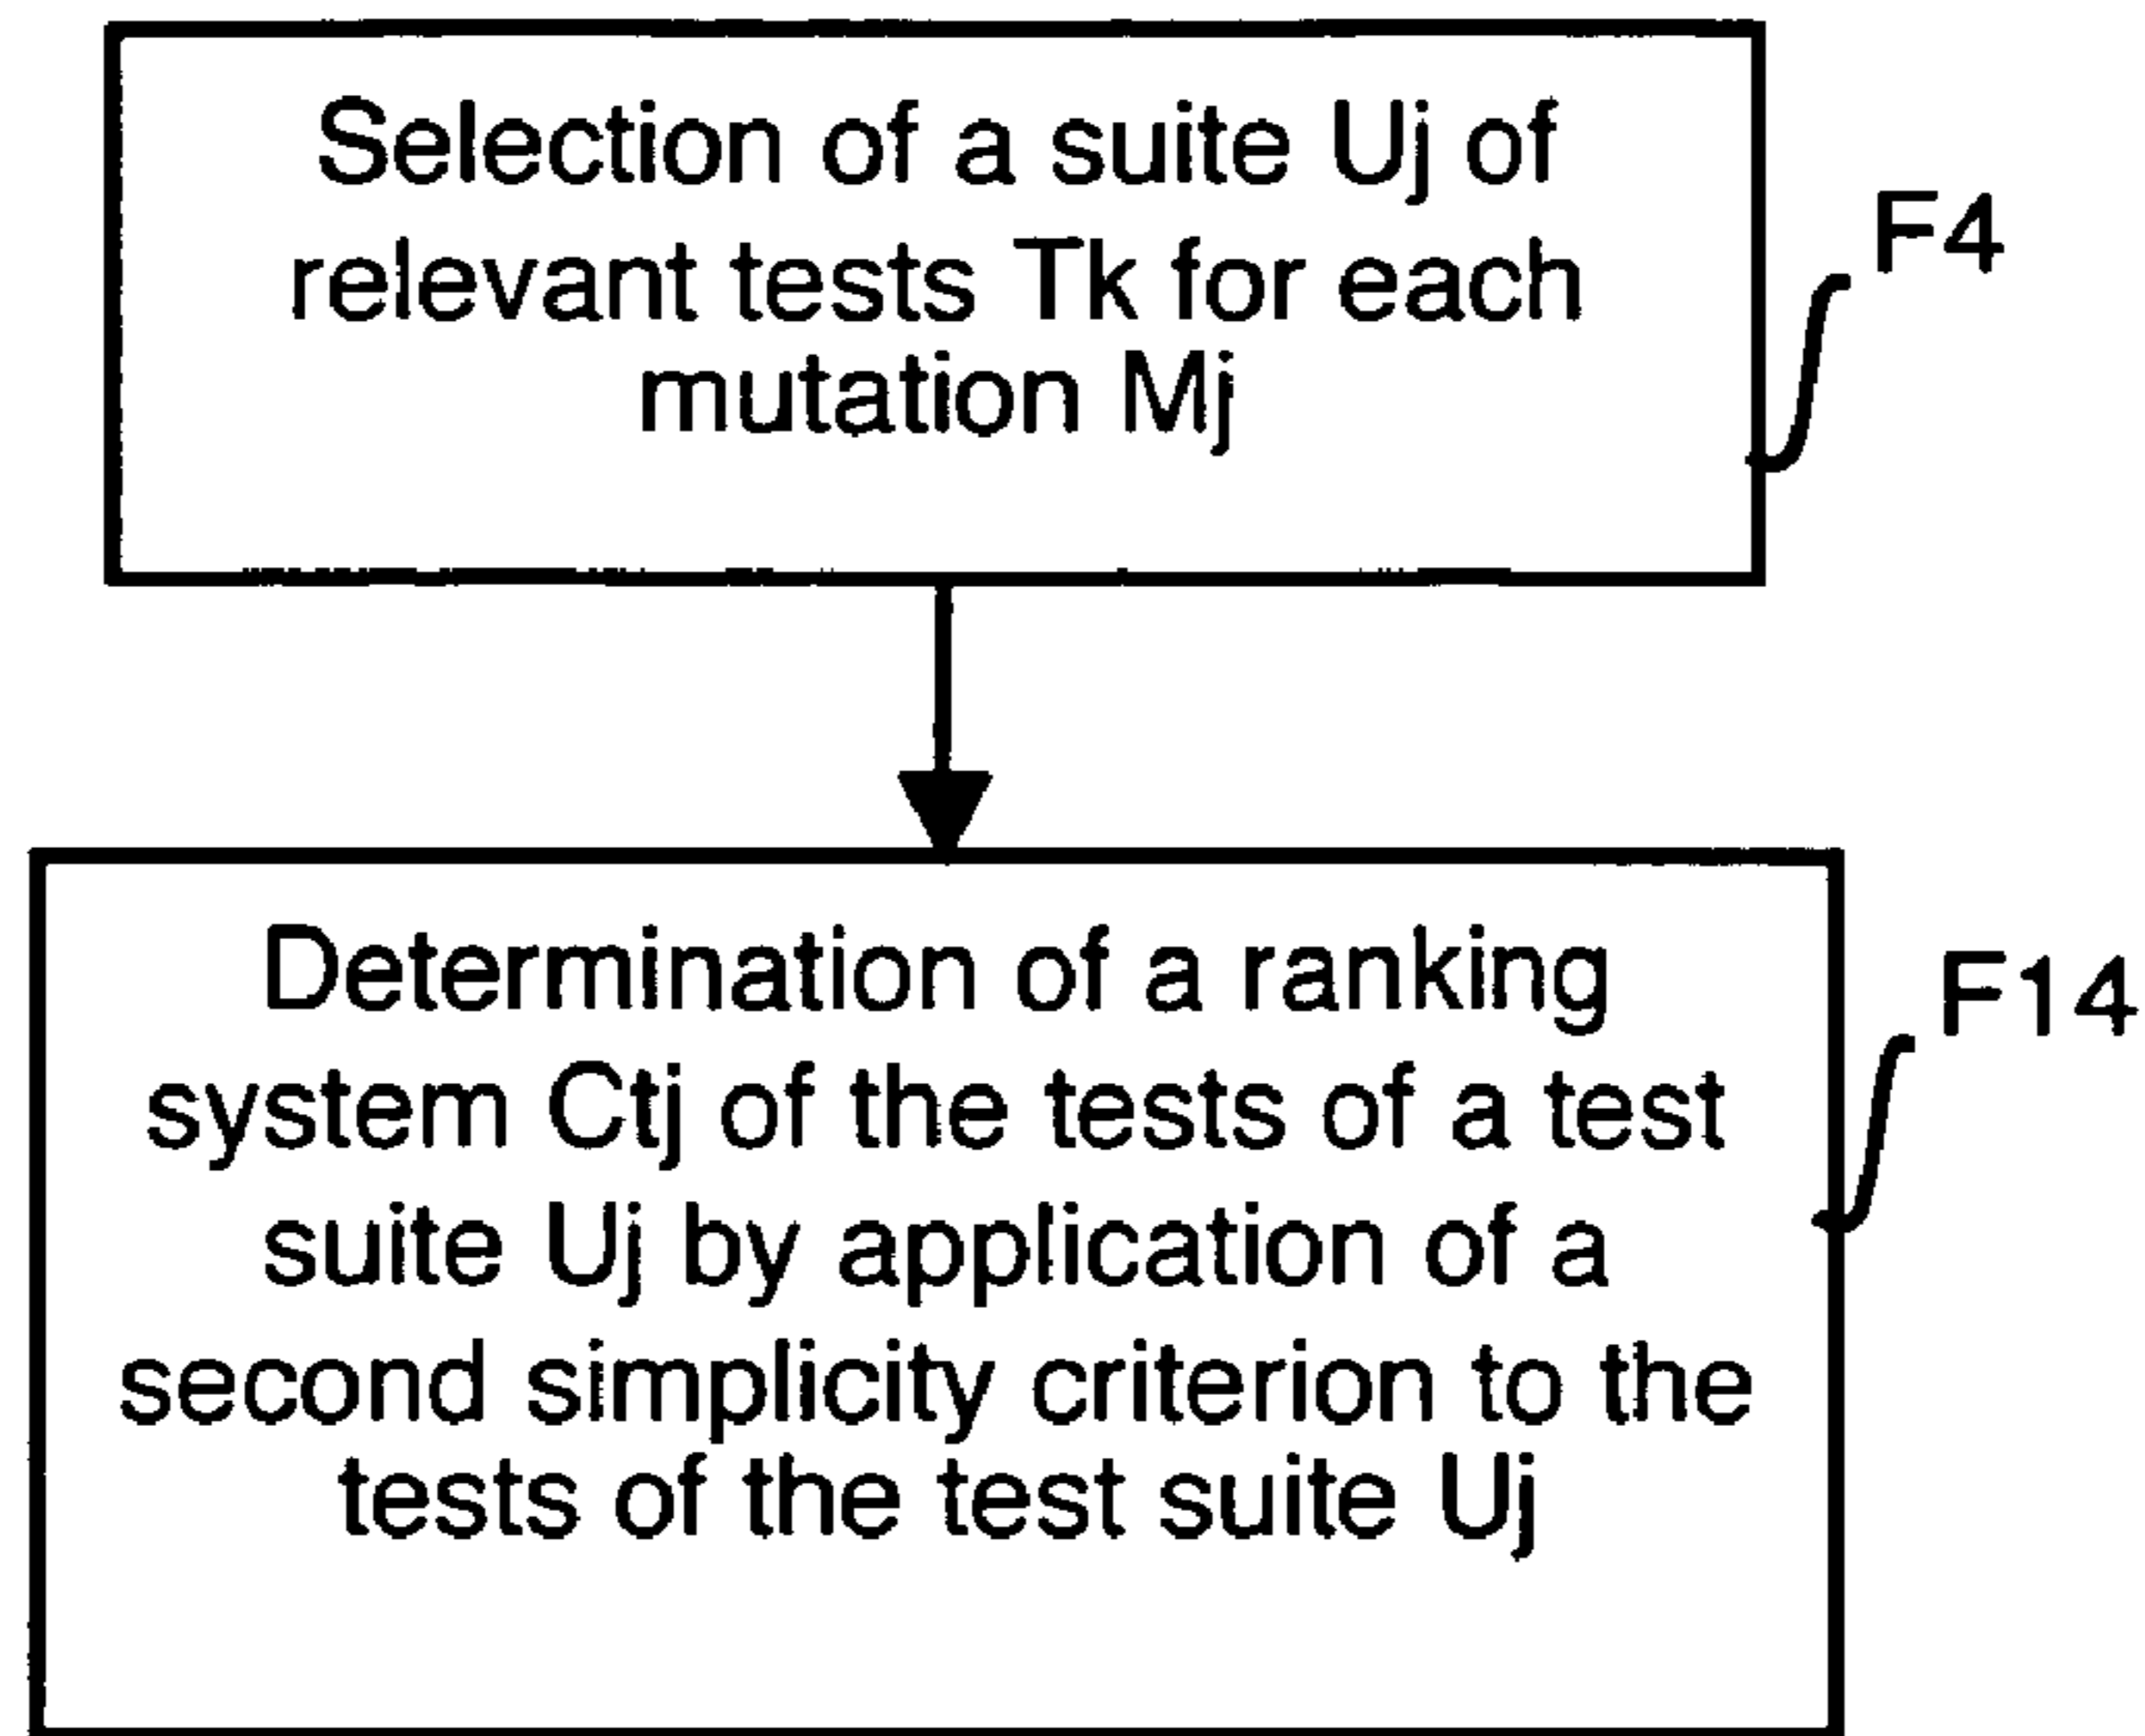 Selection of a suite Uj of
relevant tests Tk for each
mutation Mj
F4
Determination of a ranking
system Ctj of the tests of a test
suite Uj by application of a
second simplicity criterion to the
tests of the test suite Uj
F14